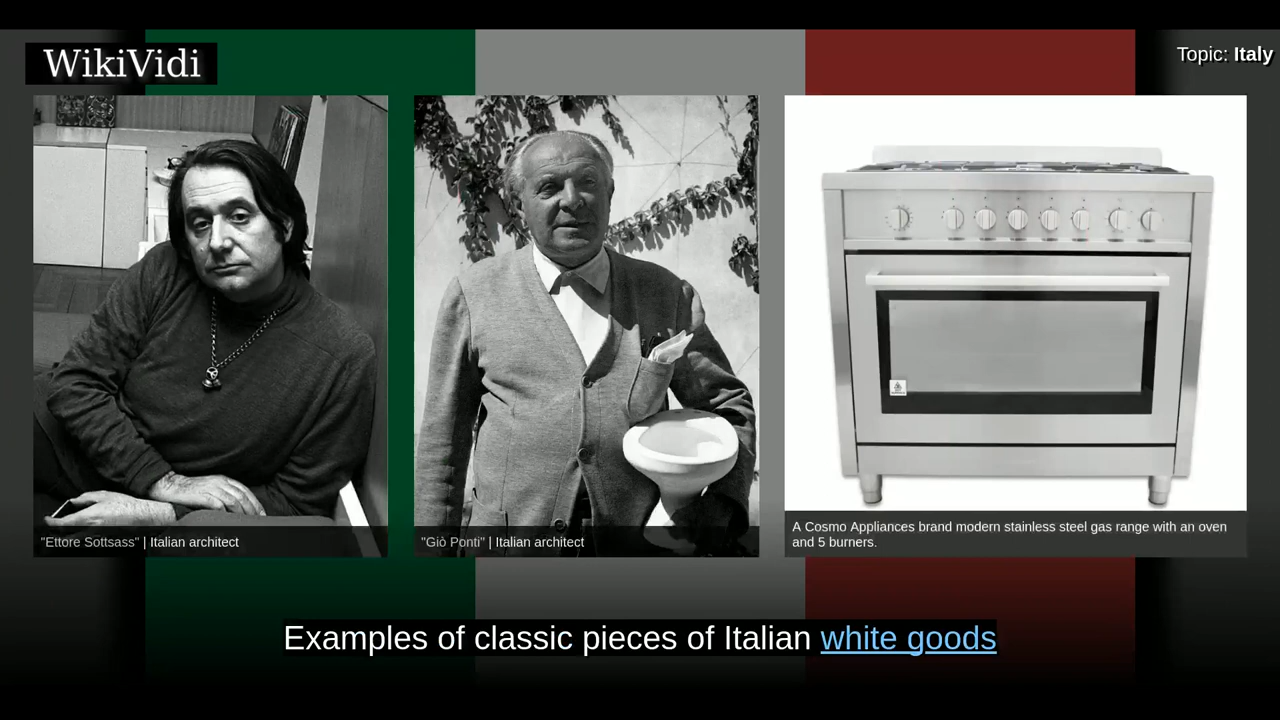 WikiVidi
Topic: Italy
"Ettore Sottsass" | Italian architect
"Giò Ponti" | Italian architect
A Cosmo Appliances brand modern stainless steel gas range with an oven
and 5 burners.
Examples of classic pieces of Italian white goods